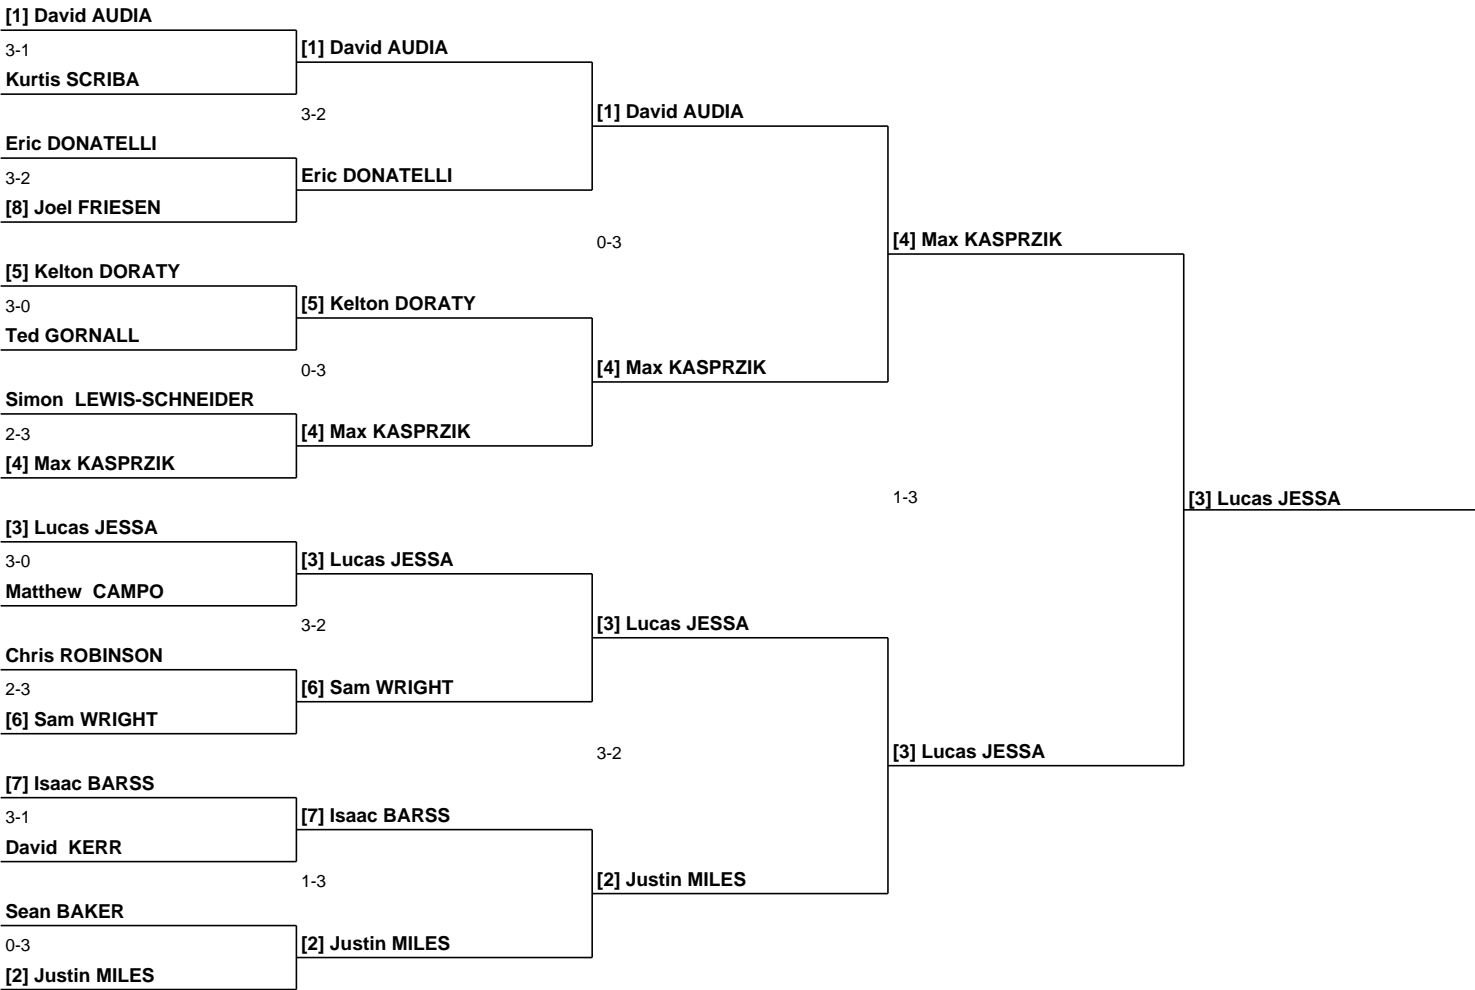 [1] David AUDIA
3-1
Kurtis SCRIBA
Eric DONATELLI
3-2
[8] Joel FRIESEN
[5] Kelton DORATY
3-0
Ted GORNALL
Simon  LEWIS-SCHNEIDER
2-3
[4] Max KASPRZIK
[3] Lucas JESSA
3-0
Matthew  CAMPO
Chris ROBINSON
2-3
[6] Sam WRIGHT
[7] Isaac BARSS
3-1
David  KERR
Sean BAKER
0-3
[2] Justin MILES
[1] David AUDIA
3-2
Eric DONATELLI
[5] Kelton DORATY
0-3
[4] Max KASPRZIK
[3] Lucas JESSA
3-2
[6] Sam WRIGHT
[7] Isaac BARSS
1-3
[2] Justin MILES
[1] David AUDIA
0-3
[4] Max KASPRZIK
[3] Lucas JESSA
3-2
[2] Justin MILES
[4] Max KASPRZIK
1-3
[3] Lucas JESSA
[3] Lucas JESSA